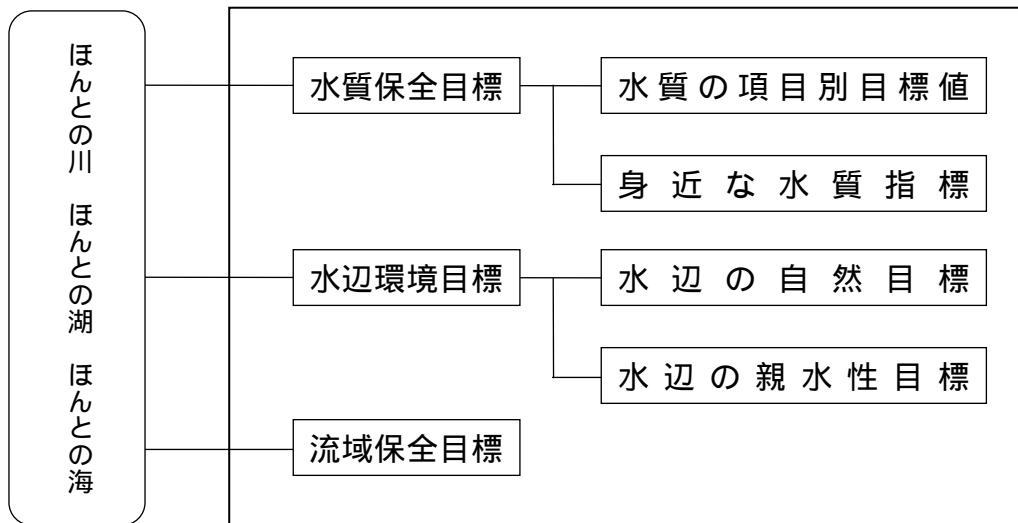 ほんとの川　ほんとの湖　ほんとの海
水質保全目標
水質の項目別目標値
身近な水質指標
水辺環境目標
水辺の自然目標
水辺の親水性目標
流域保全目標